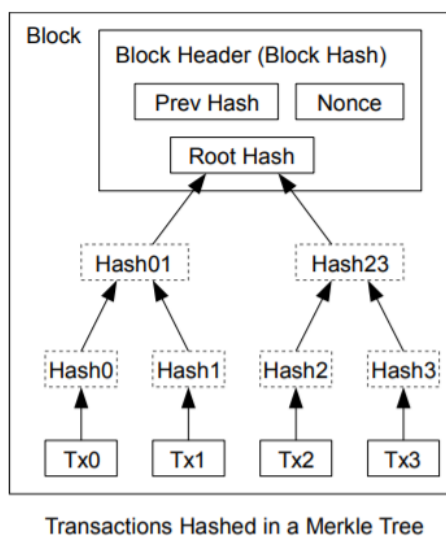 Block
Block Header (Block Hash)
Prev Hash Nonce
Root Hash
Hash01 Hash23
Hash0 Hash1 Hash2 Hash3
Tx0 Tx1 Tx2 Tx3
Transactions Hashed in a Merkle Tree